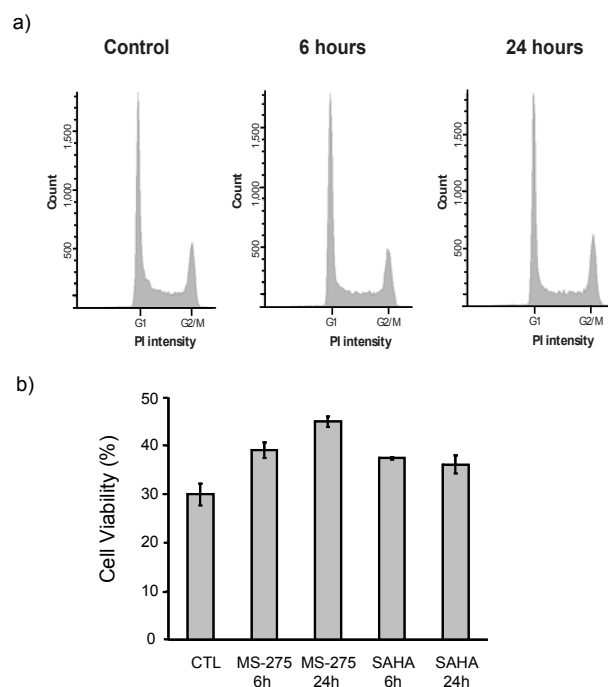 a)
Control 6 hours 24 hours
1,500 1,500 1,500
1,000 1,000 1,000
Count Count Count
500 500 500
G1 G2/M G1 G2/M G1 G2/M
PI intensity PI intensity PI intensity
b)
50
40
30
20
10
0
Cell Viability (%)
CTL MS-275 MS-275 SAHA SAHA
6h 24h 6h 24h